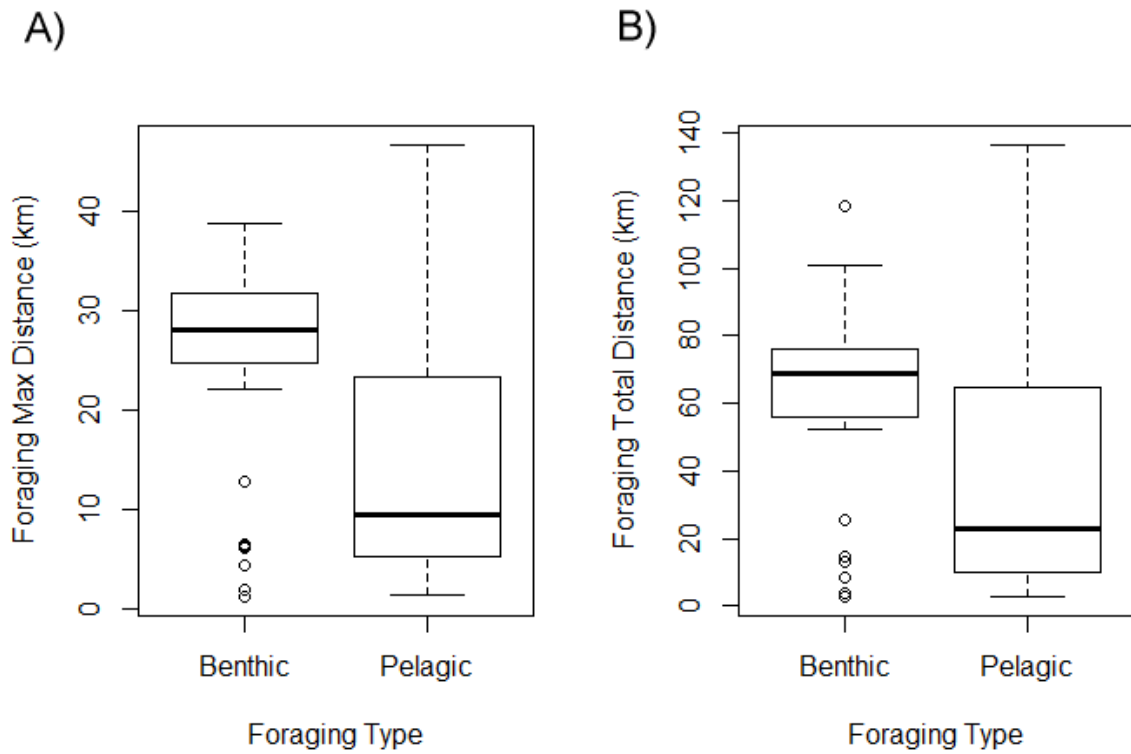 A)
Foraging Max Distance (km)
40
30
20
10
0
Benthic Pelagic
Foraging Type
B)
Foraging Total Distance (km)
140
120
100
80
60
40
20
0
Benthic Pelagic
Foraging Type